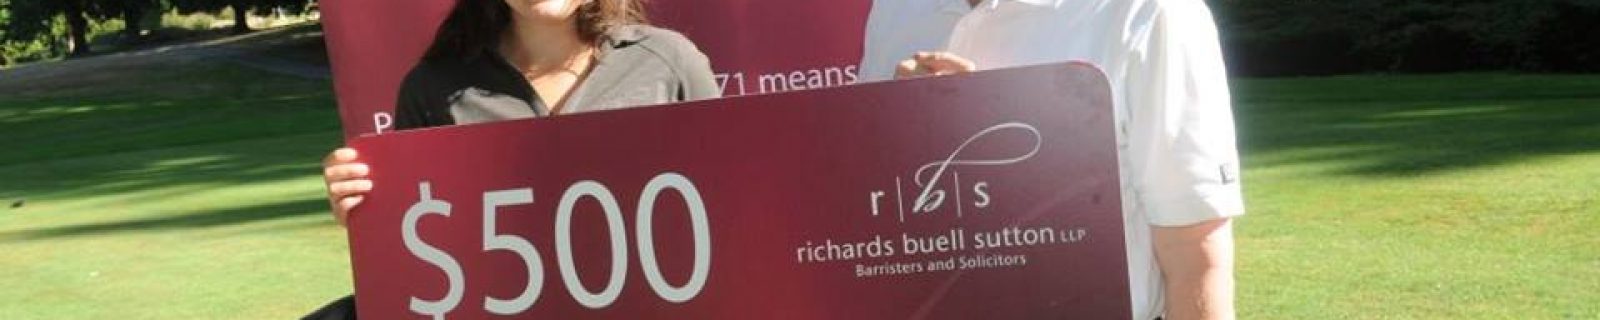 71 means
P
$500
r|b|s
richards buell sutton LLP
Barristers and Solicitors